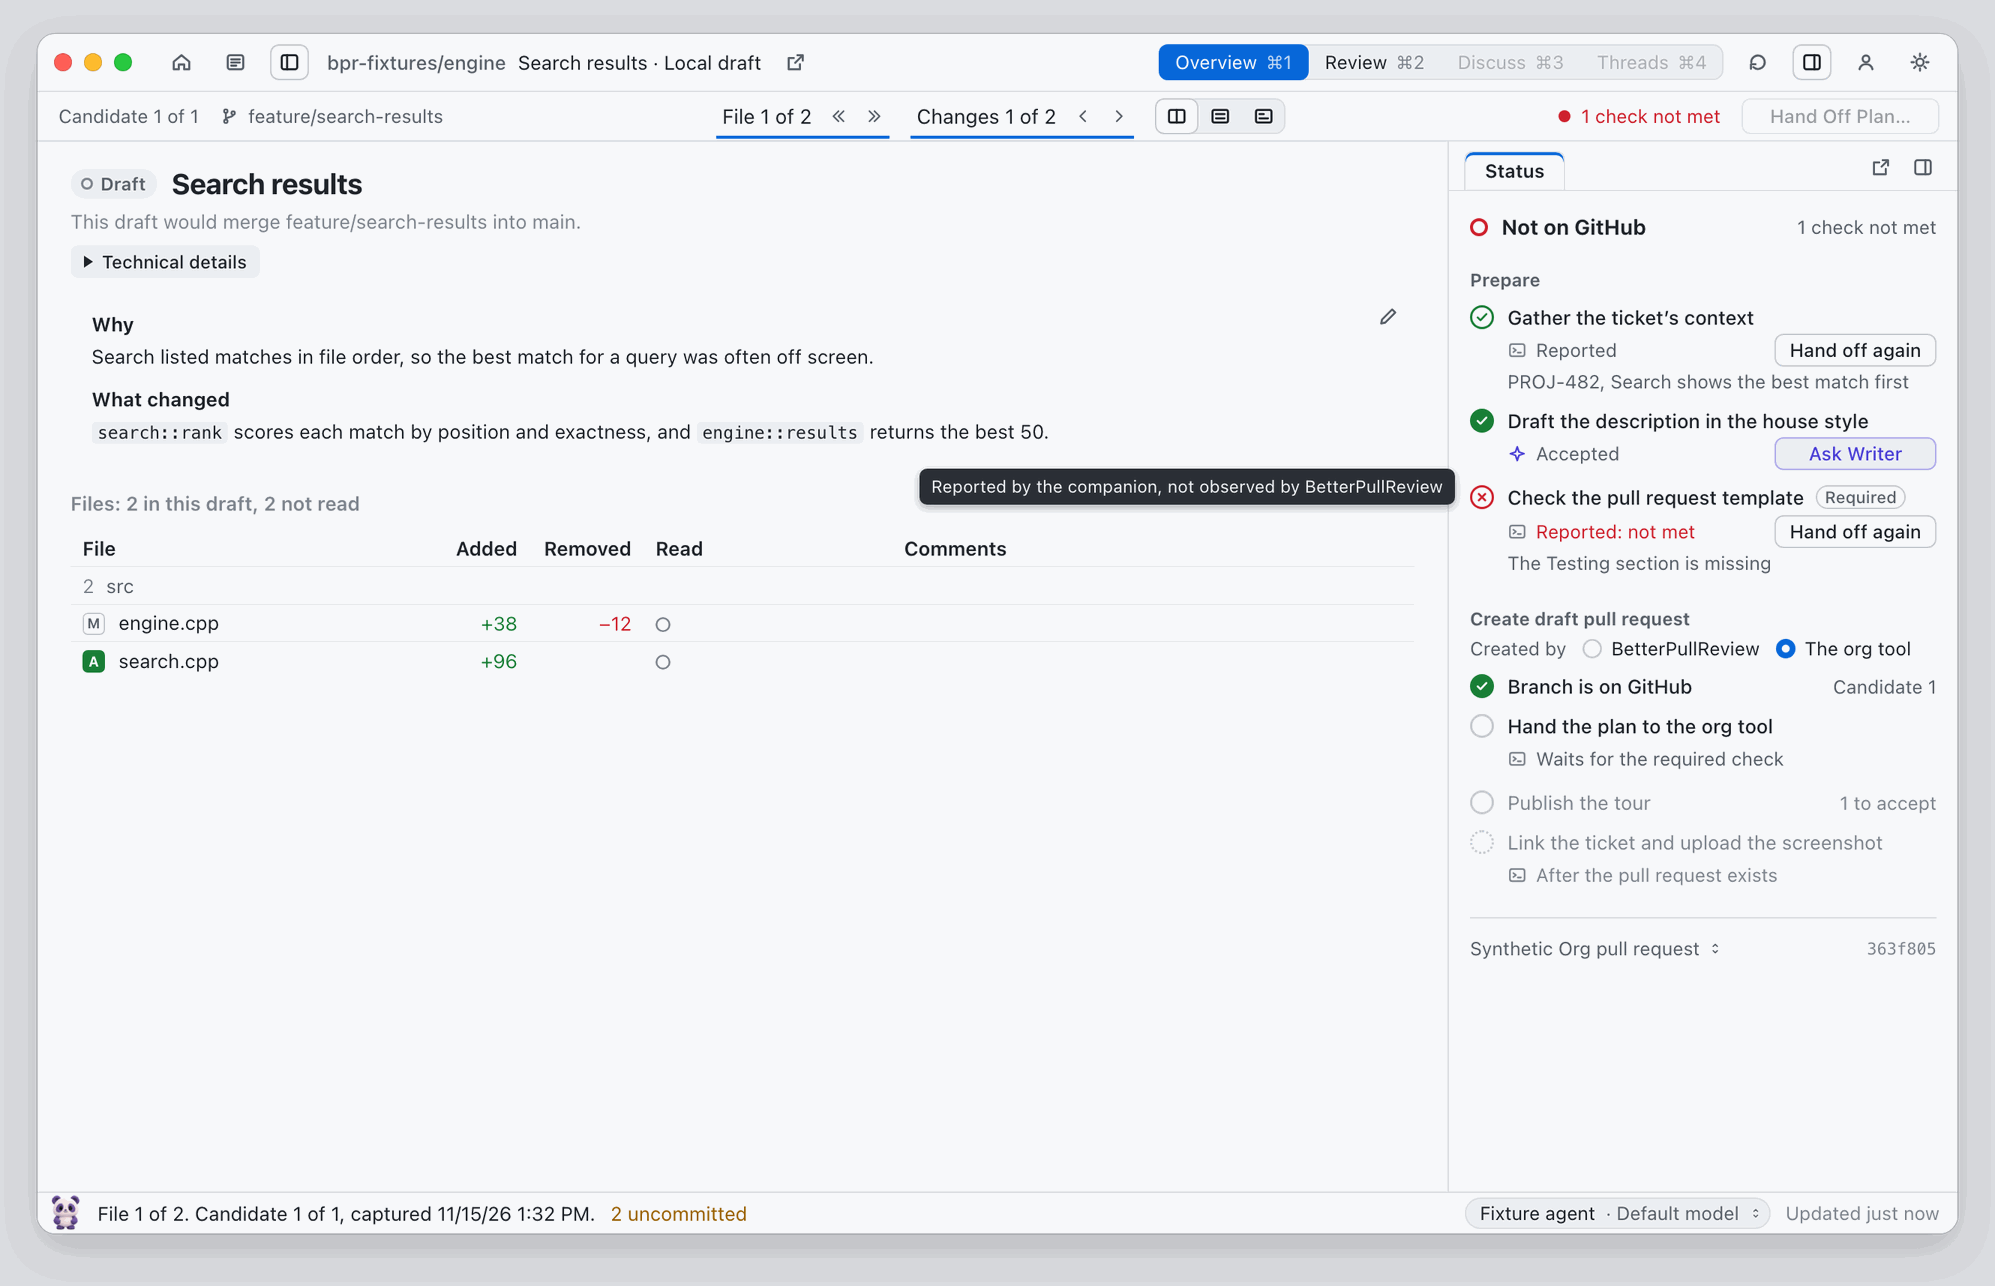 bpr-fixtures/engine Search results · Local draft
Overview ⌘1 Review ⌘2 Discuss ⌘3 Threads ⌘4
Candidate 1 of 1 feature/search-results
File 1 of 2 Changes 1 of 2
1 check not met Hand Off Plan...
Draft Search results
This draft would merge feature/search-results into main.
Technical details
Why
Search listed matches in file order, so the best match for a query was often off screen.
What changed
search::rank scores each match by position and exactness, and engine::results returns the best 50.
Reported by the companion, not observed by BetterPullReview
Files: 2 in this draft, 2 not read
File Added Removed Read Comments
2 src
M engine.cpp +38 −12
A search.cpp +96
Status
Not on GitHub 1 check not met
Prepare
Gather the ticket’s context
Reported Hand off again
PROJ-482, Search shows the best match first
Draft the description in the house style
Accepted Ask Writer
Check the pull request template Required
Reported: not met Hand off again
The Testing section is missing
Create draft pull request
Created by BetterPullReview The org tool
Branch is on GitHub Candidate 1
Hand the plan to the org tool
Waits for the required check
Publish the tour 1 to accept
Link the ticket and upload the screenshot
After the pull request exists
Synthetic Org pull request 363f805
File 1 of 2. Candidate 1 of 1, captured 11/15/26 1:32 PM. 2 uncommitted
Fixture agent · Default model Updated just now